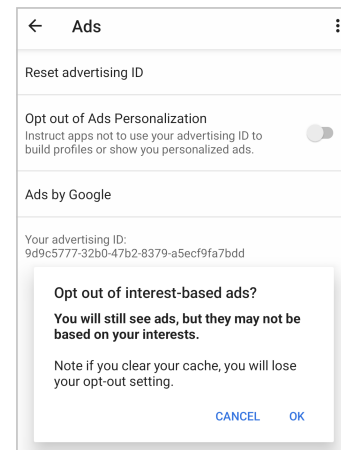 Ads
Reset advertising ID
Opt out of Ads Personalization
Instruct apps not to use your advertising ID to
build profiles or show you personalized ads.
Ads by Google
Your advertising ID:
9d9c5777-32b0-47b2-8379-a5ecf9fa7bdd
Opt out of interest-based ads?
You will still see ads, but they may not be
based on your interests.
Note if you clear your cache, you will lose
your opt-out setting.
CANCEL OK